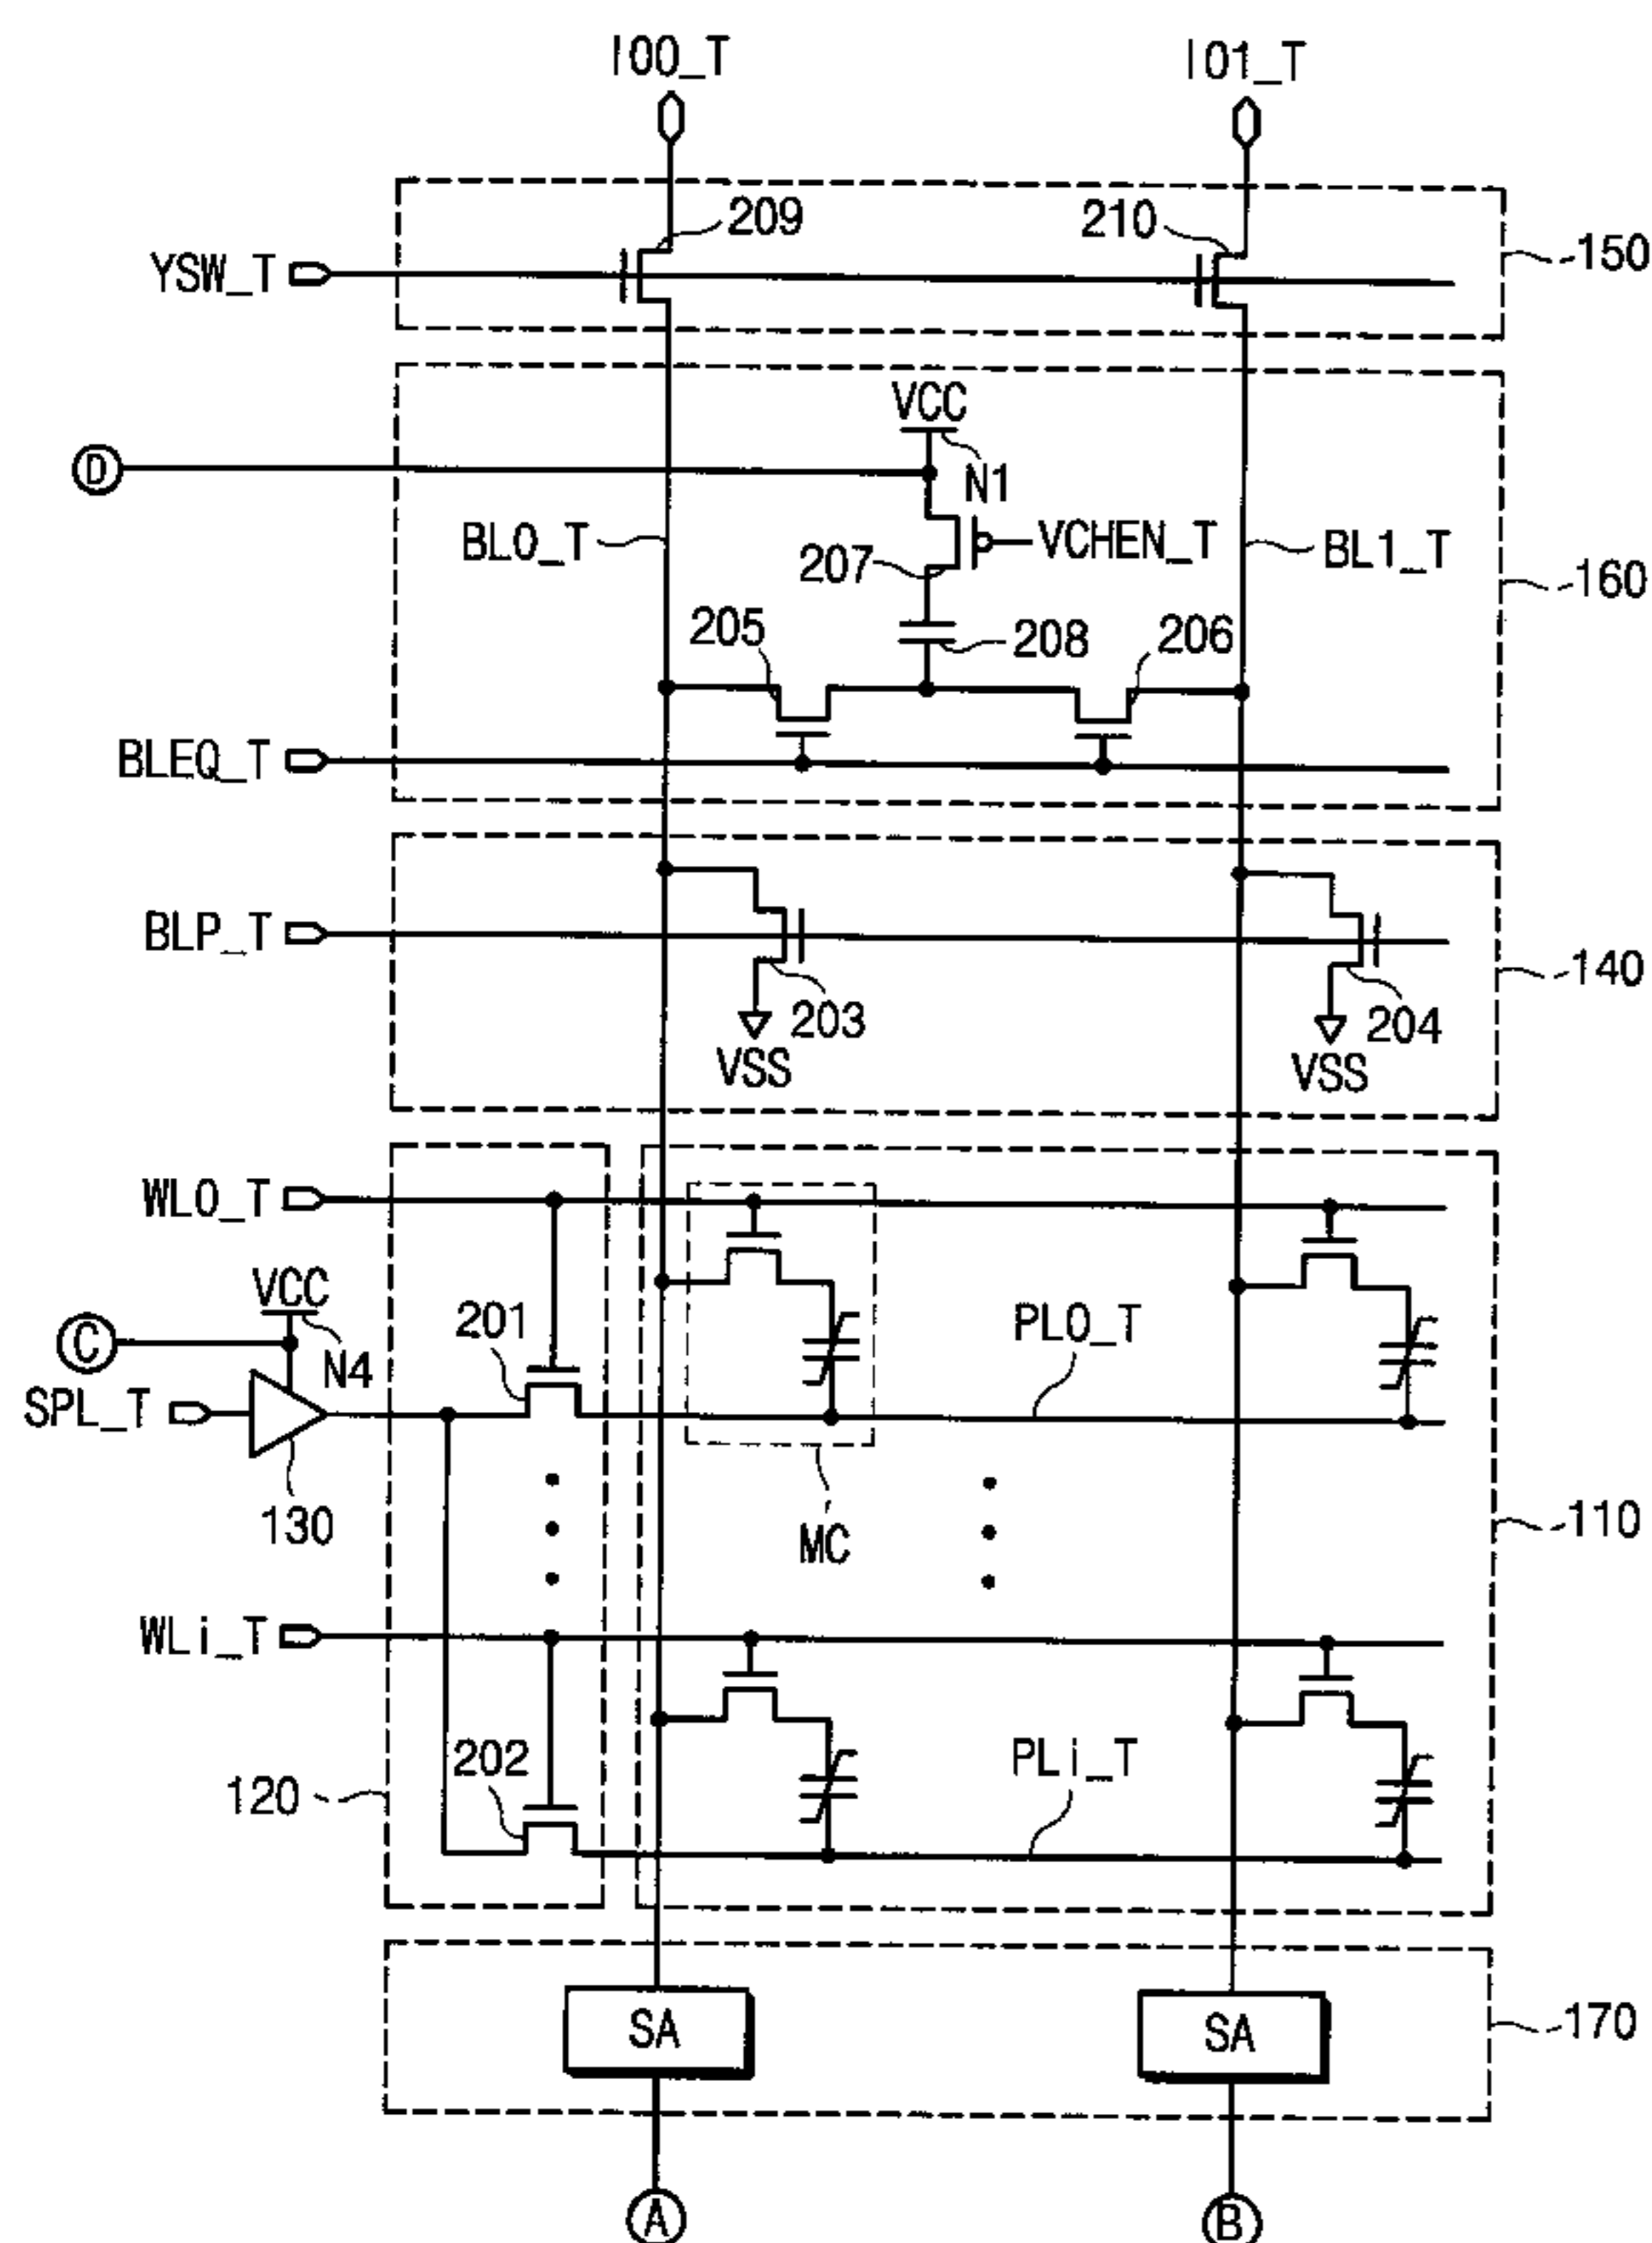 I00_T
I01_T
209
210
150
YSW_T
VCC
D
N1
BL0_T
VCHEN_T
BL1_T
207
160
205
208
206
BLEQ_T
BLP_T
140
203
204
VSS
VSS
WL0_T
VCC
201
PL0_T
C
N4
SPL_T
130
MC
110
WLi_T
202
PLi_T
120
SA
SA
170
A
B